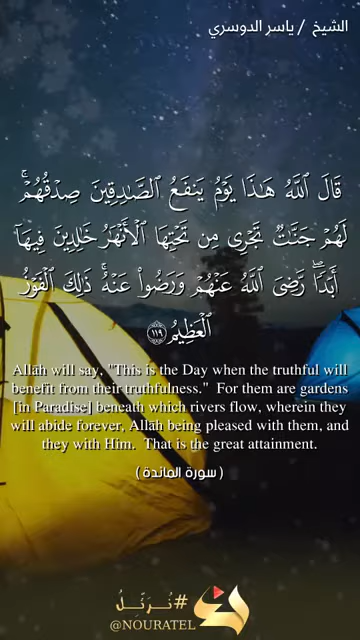 الشيخ / ياسر الدوسري
قَالَ ٱللَّهُ هَـٰذَا يَوْمُ يَنفَعُ ٱلصَّـٰدِقِينَ صِدْقُهُمْۚ
لَهُمْ جَنَّـٰتٌ تَجْرِى مِن تَحْتِهَا ٱلْأَنْهَـٰرُ خَـٰلِدِينَ فِيهَآ
أَبَدًاۖ رَّضِىَ ٱللَّهُ عَنْهُمْ وَرَضُوا۟ عَنْهُۚ ذَٰلِكَ ٱلْفَوْزُ
ٱلْعَظِيمُ ١١٩
Allah will say, "This is the Day when the truthful will
benefit from their truthfulness." For them are gardens
[in Paradise] beneath which rivers flow, wherein they
will abide forever, Allah being pleased with them, and
they with Him. That is the great attainment.
( سورة المائدة )
#نُـرَتِـلُ
@NOURATEL